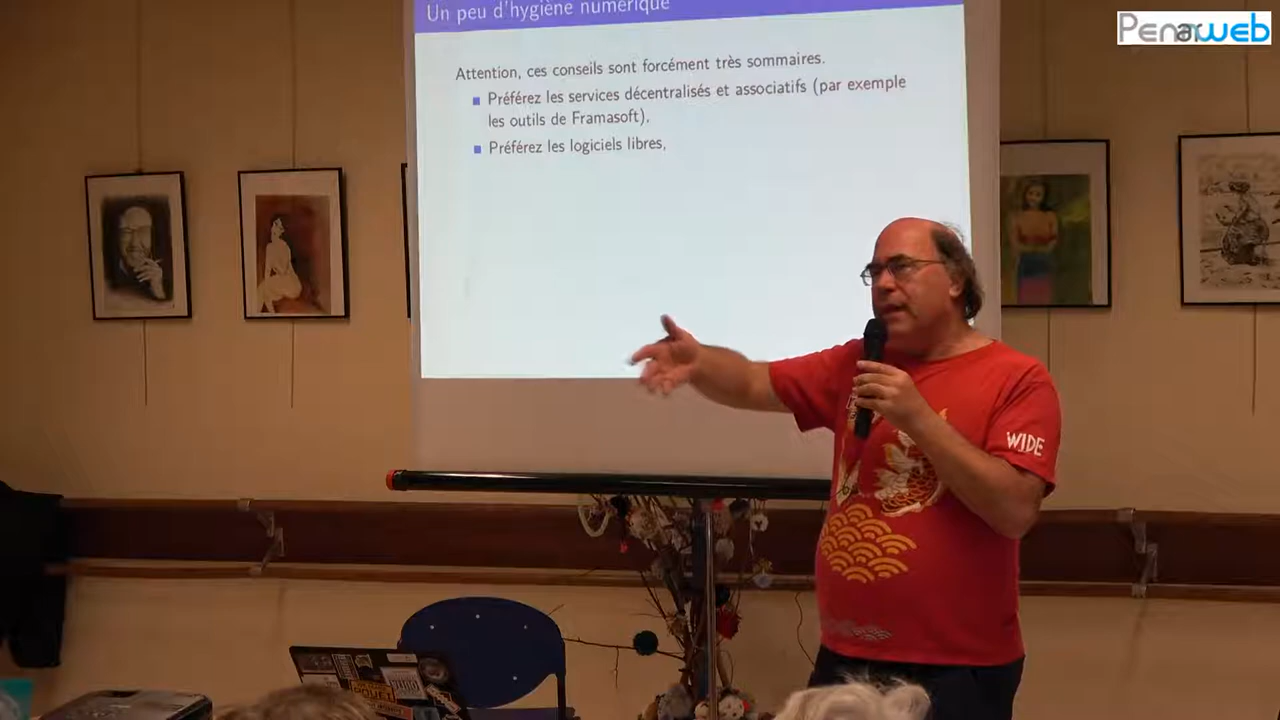 Un peu d'hygiène numérique
Penarweb
Attention, ces conseils sont forcément très sommaires.
Préférez les services décentralisés et associatifs (par exemple
les outils de Framasoft).
Préférez les logiciels libres,
WIDE